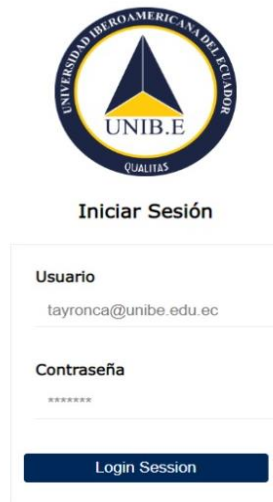 UNIVERSIDAD IBEROAMERICANA DEL ECUADOR
UNIB.E
QUALITAS
Iniciar Sesión
Usuario
tayronca@unibe.edu.ec
Contraseña
*******
Login Session